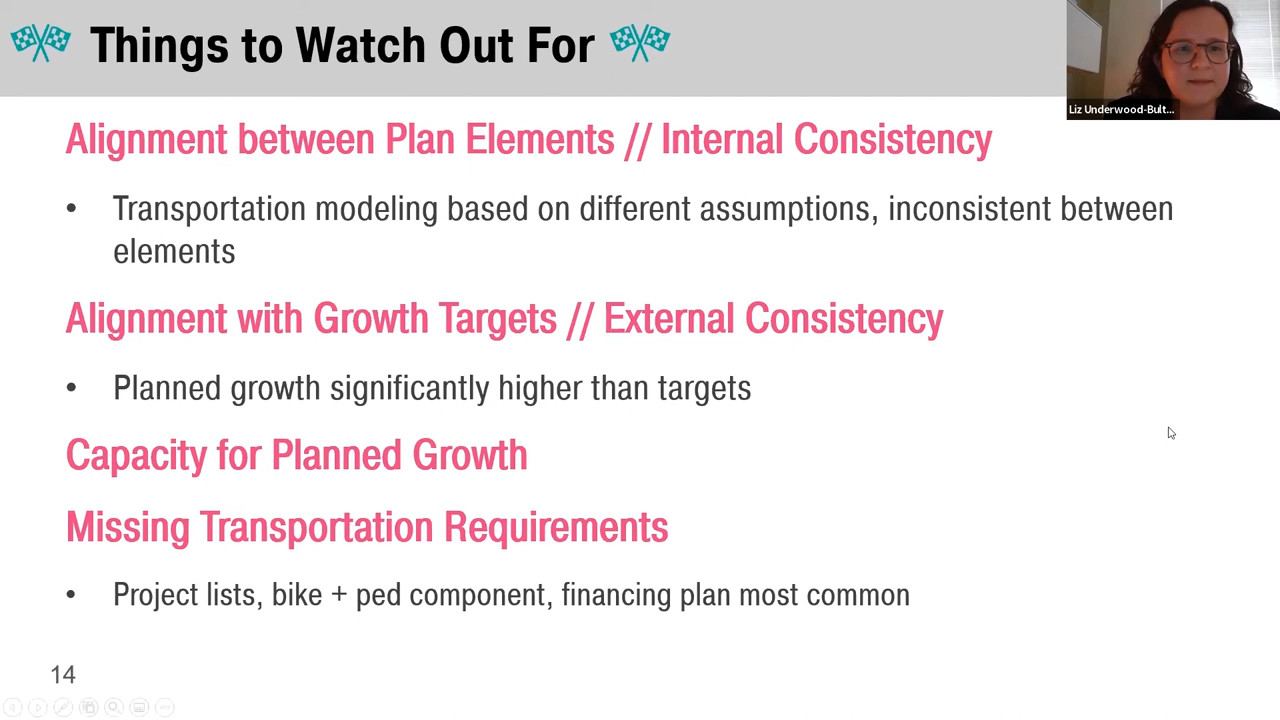 Things to Watch Out For
Liz Underwood-Bult...
Alignment between Plan Elements // Internal Consistency
• Transportation modeling based on different assumptions, inconsistent between
elements
Alignment with Growth Targets // External Consistency
• Planned growth significantly higher than targets
Capacity for Planned Growth
Missing Transportation Requirements
• Project lists, bike + ped component, financing plan most common
14